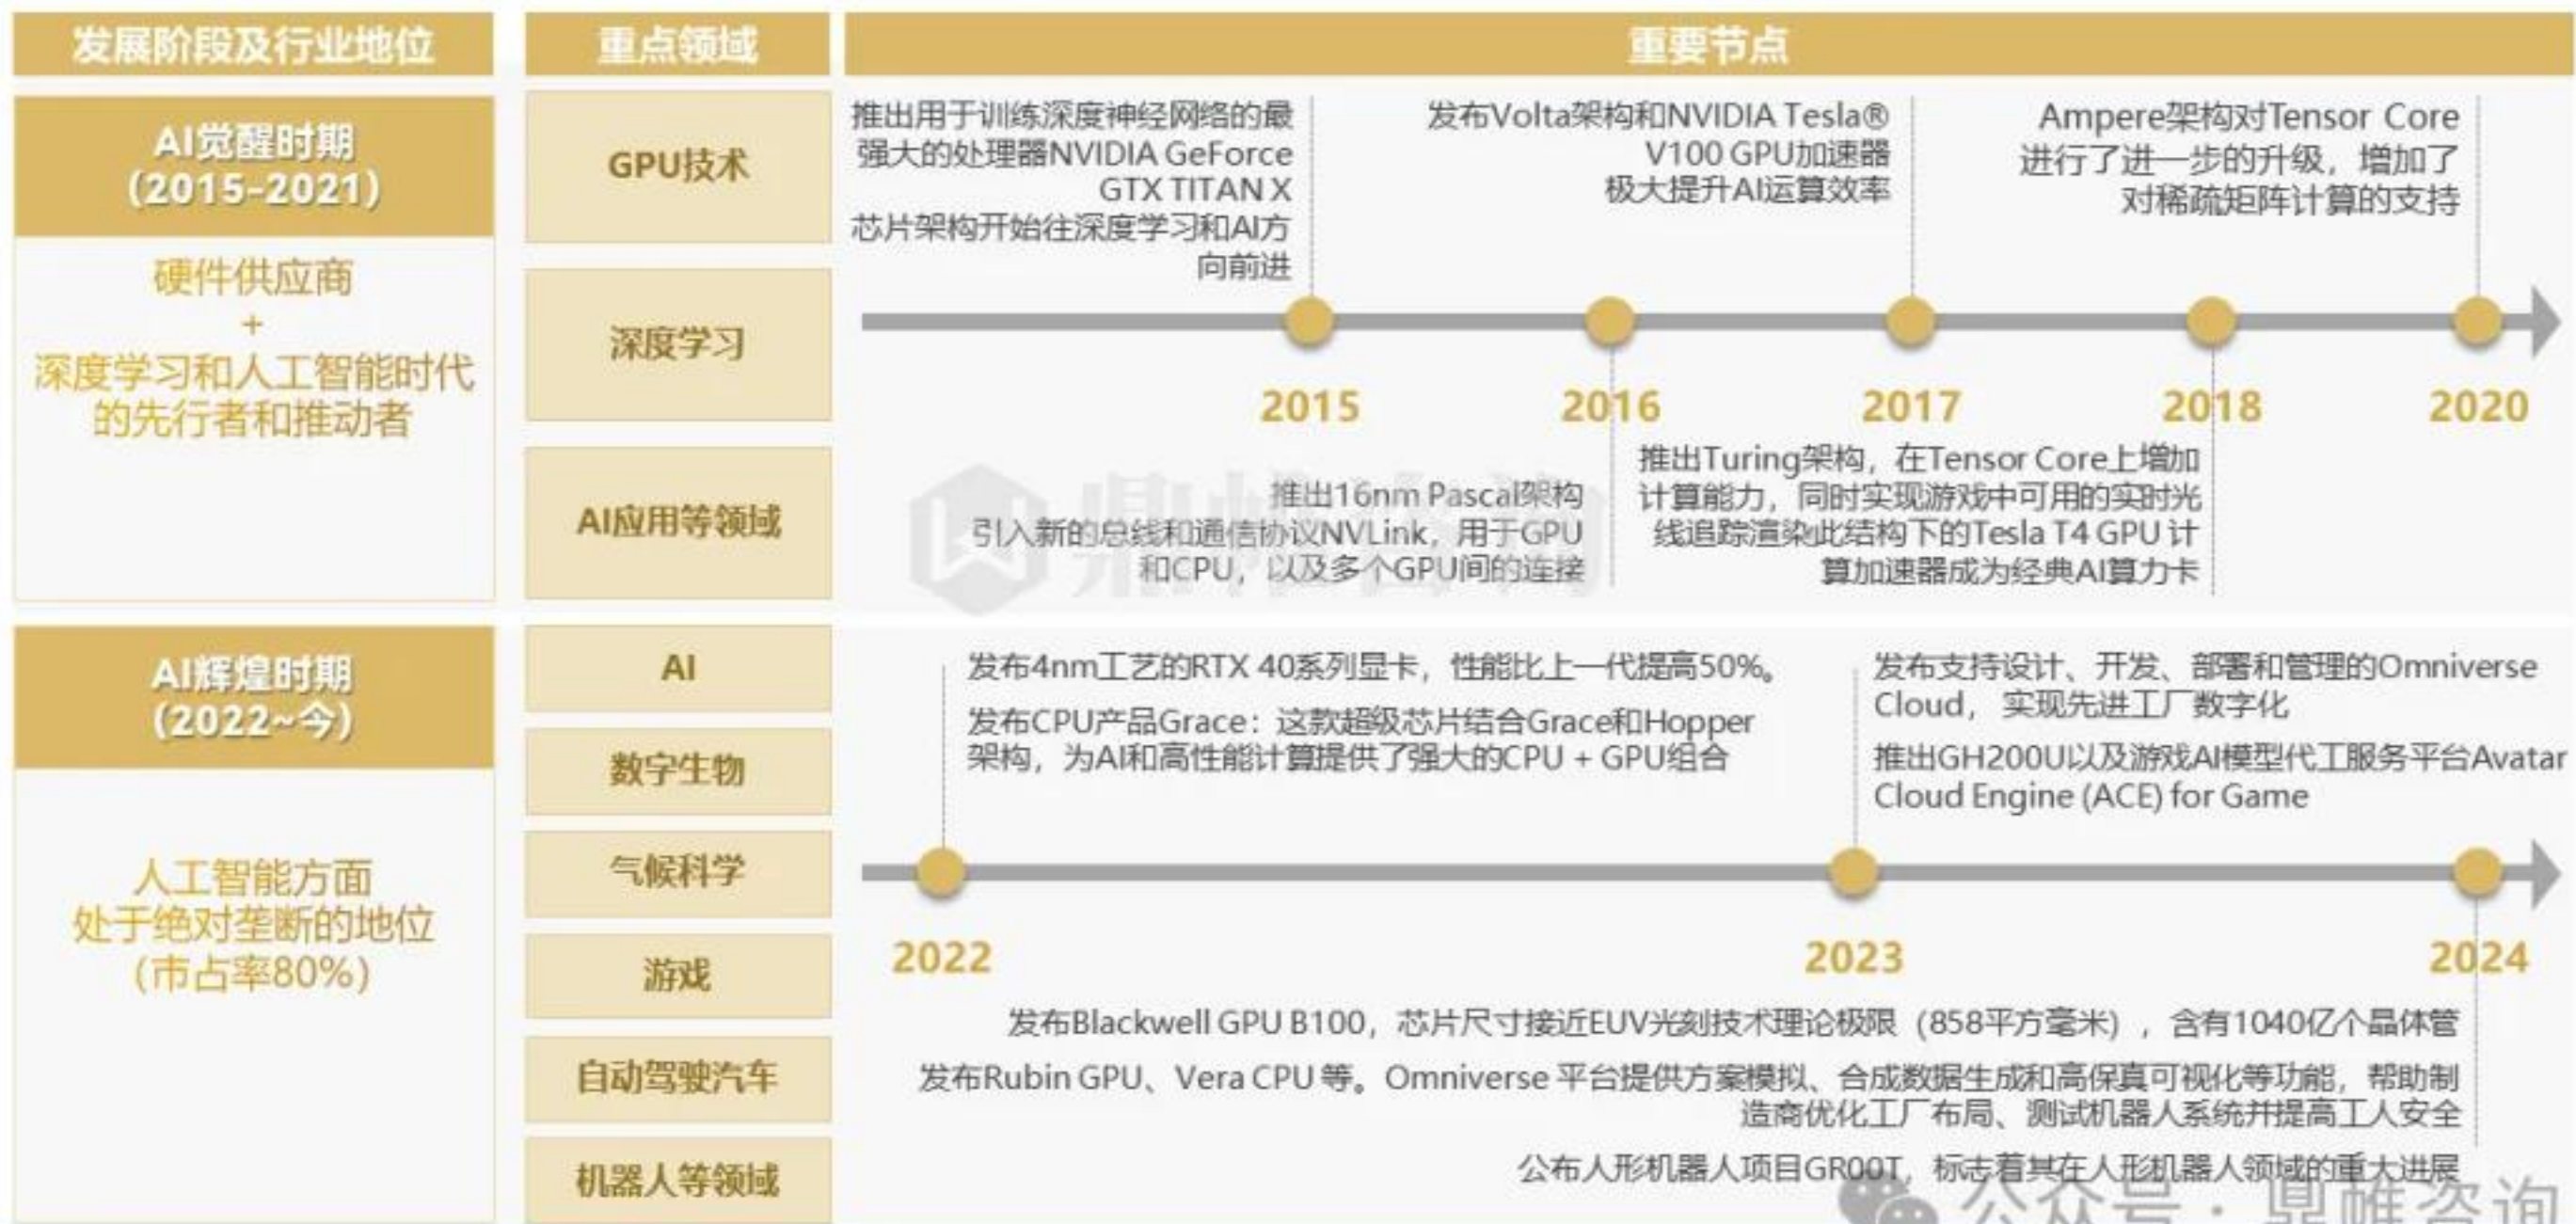 发展阶段及行业地位
重点领域
重要节点
AI觉醒时期
(2015-2021)
硬件供应商
+
深度学习和人工智能时代
的先行者和推动者
GPU技术
深度学习
AI应用等领域
推出用于训练深度神经网络的最
强大的处理器NVIDIA GeForce
GTX TITAN X
芯片架构开始往深度学习和AI方
向前进
发布Volta架构和NVIDIA Tesla®
V100 GPU加速器
极大提升AI运算效率
Ampere架构对Tensor Core
进行了进一步的升级，增加了
对稀疏矩阵计算的支持
2015
2016
2017
2018
2020
推出16nm Pascal架构
引入新的总线和通信协议NVLink，用于GPU
和CPU，以及多个GPU间的连接
推出Turing架构，在Tensor Core上增加
计算能力，同时实现游戏中可用的实时光
线追踪渲染此结构下的Tesla T4 GPU 计
算加速器成为经典AI算力卡
鼎帷咨询
AI辉煌时期
(2022~今)
人工智能方面
处于绝对垄断的地位
(市占率80%)
AI
数字生物
气候科学
游戏
自动驾驶汽车
机器人等领域
发布4nm工艺的RTX 40系列显卡，性能比上一代提高50%。
发布CPU产品Grace：这款超级芯片结合Grace和Hopper
架构，为AI和高性能计算提供了强大的CPU + GPU组合
发布支持设计、开发、部署和管理的Omniverse
Cloud， 实现先进工厂数字化
推出GH200U以及游戏AI模型代工服务平台Avatar
Cloud Engine (ACE) for Game
2022
2023
2024
发布Blackwell GPU B100，芯片尺寸接近EUV光刻技术理论极限（858平方毫米），含有1040亿个晶体管
发布Rubin GPU、Vera CPU 等。Omniverse 平台提供方案模拟、合成数据生成和高保真可视化等功能，帮助制
造商优化工厂布局、测试机器人系统并提高工人安全
公布人形机器人项目GR00T，标志着其在人形机器人领域的重大进展
公众号 · 鼎帷咨询